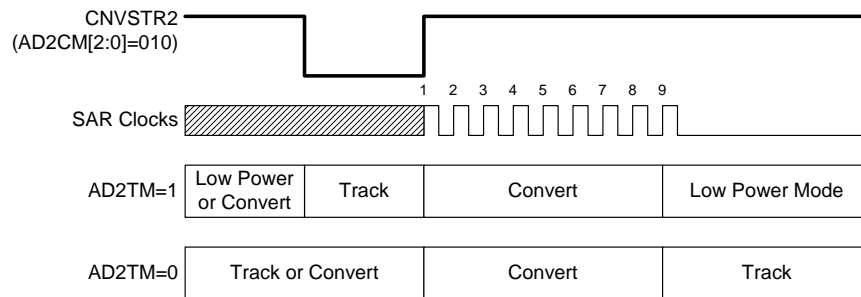 CNVSTR2
(AD2CM[2:0]=010)
1 2 3 4 5 6 7 8 9
SAR Clocks
AD2TM=1
Low Power
or Convert
Track
Convert
Low Power Mode
AD2TM=0
Track or Convert
Convert
Track